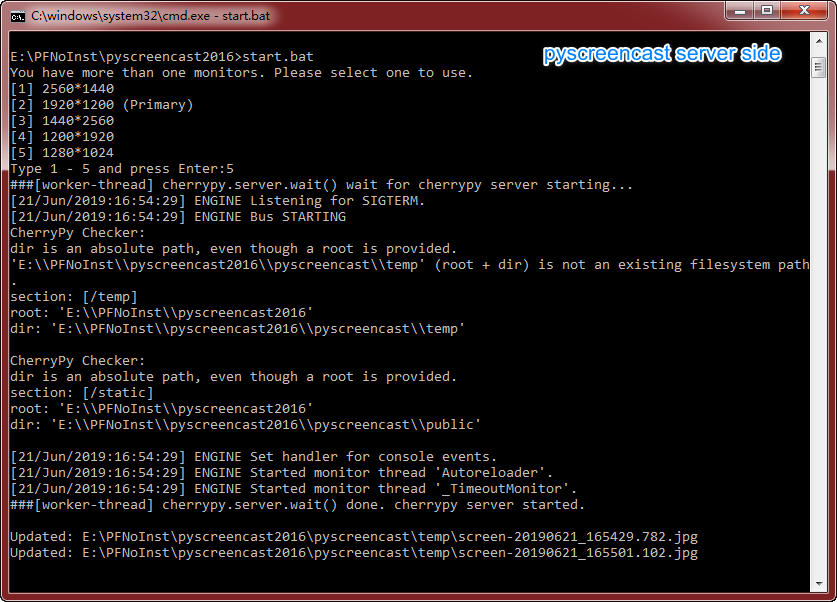 C:\windows\system32\cmd.exe - start.bat
pyscreencast server side
E:\PFNoInst\pyscreencast2016>start.bat
You have more than one monitors. Please select one to use.
[1] 2560*1440
[2] 1920*1200 (Primary)
[3] 1440*2560
[4] 1200*1920
[5] 1280*1024
Type 1 - 5 and press Enter:5
###[worker-thread] cherrypy.server.wait() wait for cherrypy server starting...
[21/Jun/2019:16:54:29] ENGINE Listening for SIGTERM.
[21/Jun/2019:16:54:29] ENGINE Bus STARTING
CherryPy Checker:
dir is an absolute path, even though a root is provided.
'E:\\PFNoInst\\pyscreencast2016\\pyscreencast\\temp' (root + dir) is not an existing filesystem path
.
section: [/temp]
root: 'E:\\PFNoInst\\pyscreencast2016'
dir: 'E:\\PFNoInst\\pyscreencast2016\\pyscreencast\\temp'
CherryPy Checker:
dir is an absolute path, even though a root is provided.
section: [/static]
root: 'E:\\PFNoInst\\pyscreencast2016'
dir: 'E:\\PFNoInst\\pyscreencast2016\\pyscreencast\\public'
[21/Jun/2019:16:54:29] ENGINE Set handler for console events.
[21/Jun/2019:16:54:29] ENGINE Started monitor thread 'Autoreloader'.
[21/Jun/2019:16:54:29] ENGINE Started monitor thread '_TimeoutMonitor'.
###[worker-thread] cherrypy.server.wait() done. cherrypy server started.
Updated: E:\PFNoInst\pyscreencast2016\pyscreencast\temp\screen-20190621_165429.782.jpg
Updated: E:\PFNoInst\pyscreencast2016\pyscreencast\temp\screen-20190621_165501.102.jpg